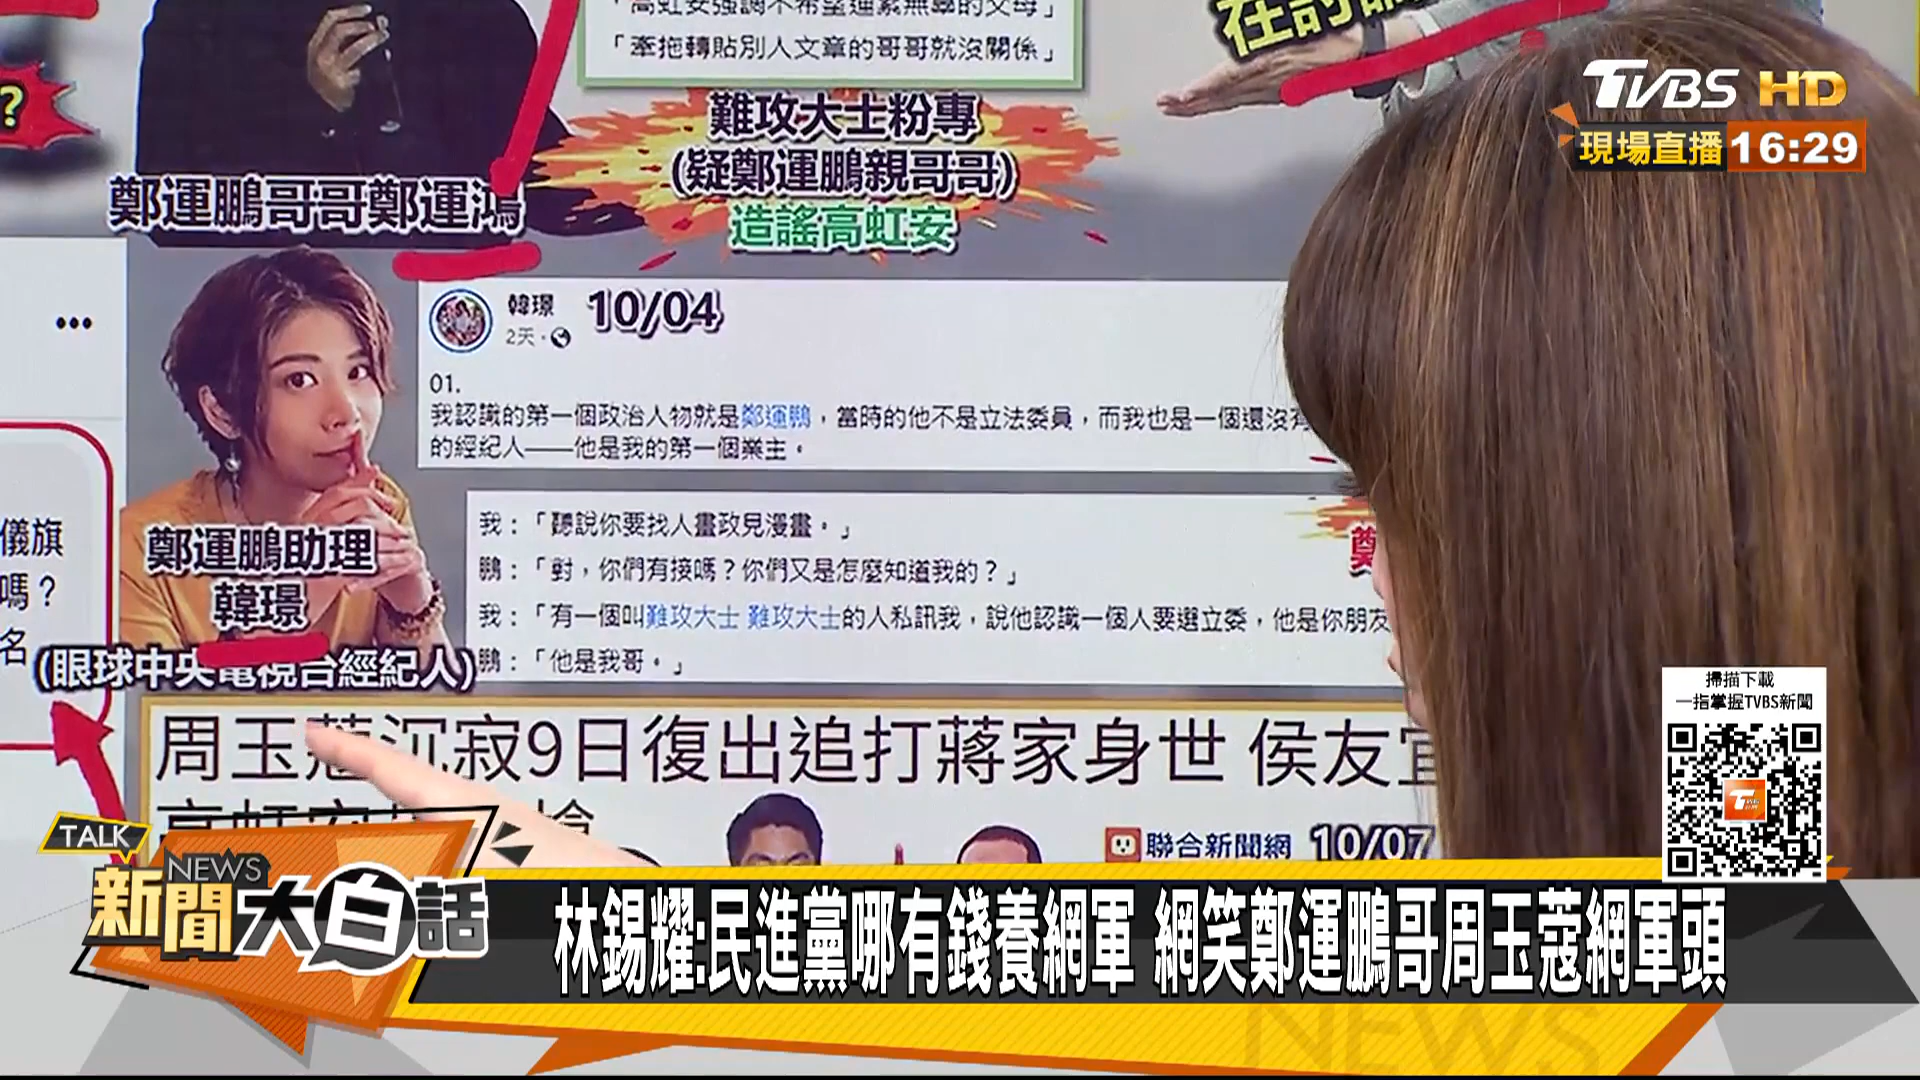 「牽拖轉貼別人文章的哥哥就沒關係」
TVBS HD
現場直播 16:29
?
難攻大士粉專
(疑鄭運鵬親哥哥)
造謠高虹安
鄭運鵬哥哥鄭運鴻
韓璟
2天
10/04
01.
我認識的第一個政治人物就是鄭運鵬，當時的他不是立法委員，而我也是一個還沒有
的經紀人——他是我的第一個業主。
儀旗
嗎？
名
鄭運鵬助理
韓璟
(眼球中央電視台經紀人)
我：「聽說你要找人畫政見漫畫。」
鵬：「對，你們有接嗎？你們又是怎麼知道我的？」
我：「有一個叫難攻大士 難攻大士的人私訊我，說他認識一個人要選立委，他是你朋友
鵬：「他是我哥。」
掃描下載
一指掌握TVBS新聞
周玉蔻沉寂9日復出追打蔣家身世 侯友宜
聯合新聞網 10/07
TALK
NEWS
新聞大白話
林錫耀:民進黨哪有錢養網軍 網笑鄭運鵬哥周玉蔻網軍頭
NEWS